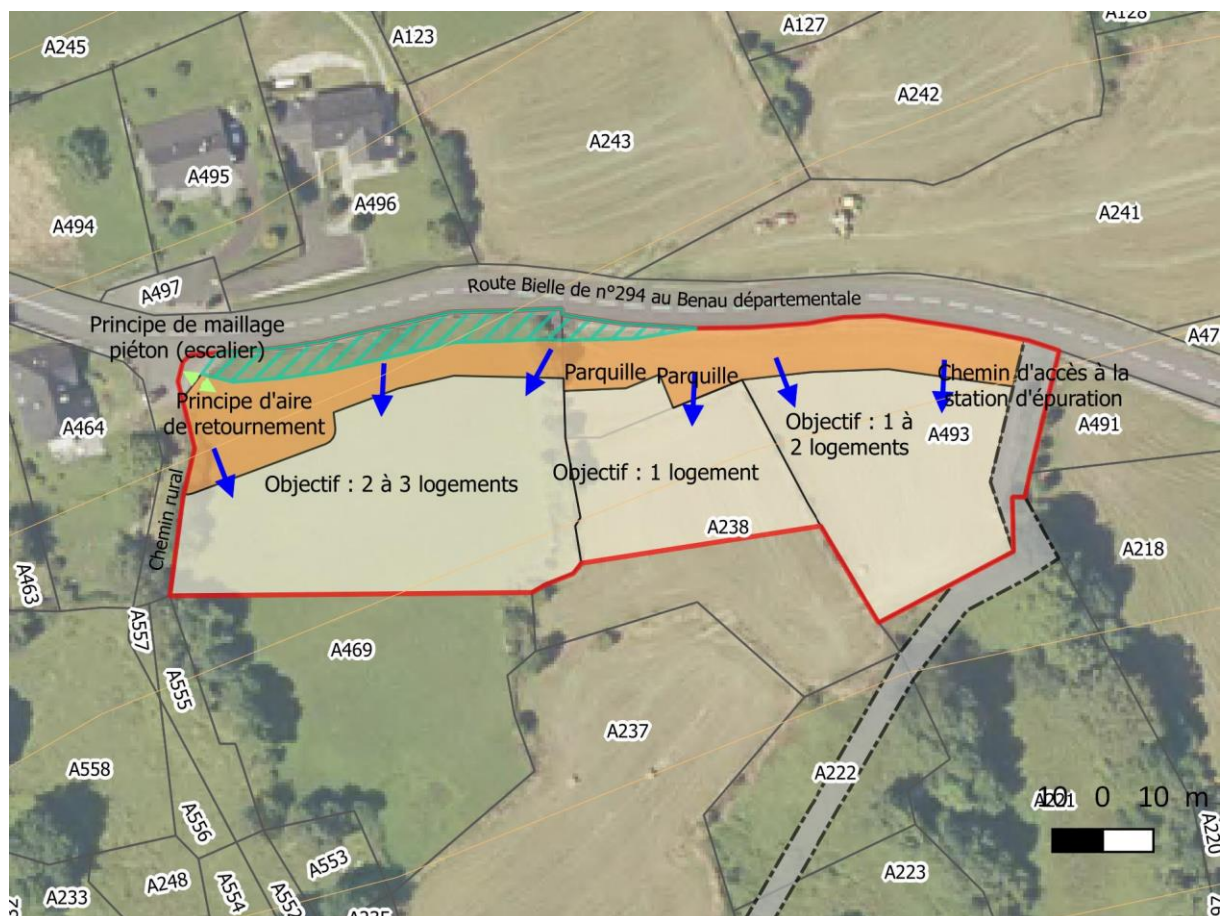 A245
A123
A127
A128
A242
A243
A495
A496
A494
A241
A497
Route Bielle de n°294 au Benau départementale
A47
Principe de maillage
piéton (escalier)
Parquille
Parquille
Chemin d'accès à la
station d'épuration
Principe d'aire
de retournement
A464
Objectif : 1 à
2 logements
A493
A491
Objectif : 2 à 3 logements
Objectif : 1 logement
Chemin rural
A238
A218
A463
A557
A469
A555
A237
A558
A222
A221
10 0 10 m
A220
A556
A553
A248
A223
A233
A554
A552